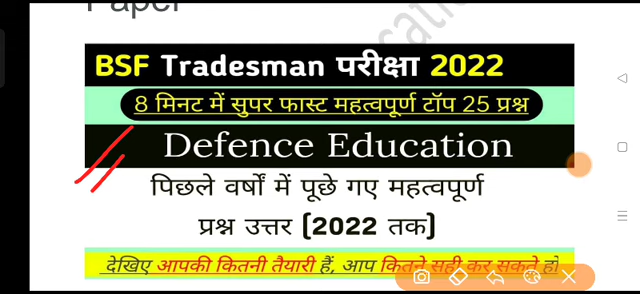 Paper
BSF Tradesman परीक्षा 2022
8 मिनट में सुपर फास्ट महत्वपूर्ण टॉप 25 प्रश्न
Defence Education
पिछले वर्षों में पूछे गए महत्वपूर्ण
प्रश्न उत्तर (2022 तक)
देखिए आपकी कितनी तैयारी हैं, आप कितने सही कर सकते हो